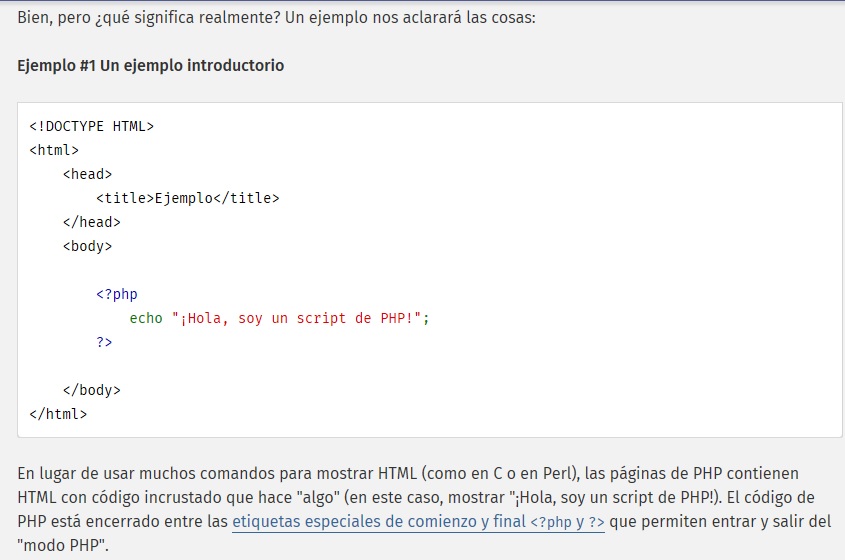 Bien, pero ¿qué significa realmente? Un ejemplo nos aclarará las cosas:
Ejemplo #1 Un ejemplo introductorio
<!DOCTYPE HTML>
<html>
    <head>
        <title>Ejemplo</title>
    </head>
    <body>

        <?php
            echo "¡Hola, soy un script de PHP!";
        ?>

    </body>
</html>
En lugar de usar muchos comandos para mostrar HTML (como en C o en Perl), las páginas de PHP contienen
HTML con código incrustado que hace "algo" (en este caso, mostrar "¡Hola, soy un script de PHP!). El código de
PHP está encerrado entre las etiquetas especiales de comienzo y final <?php y ?> que permiten entrar y salir del
"modo PHP".